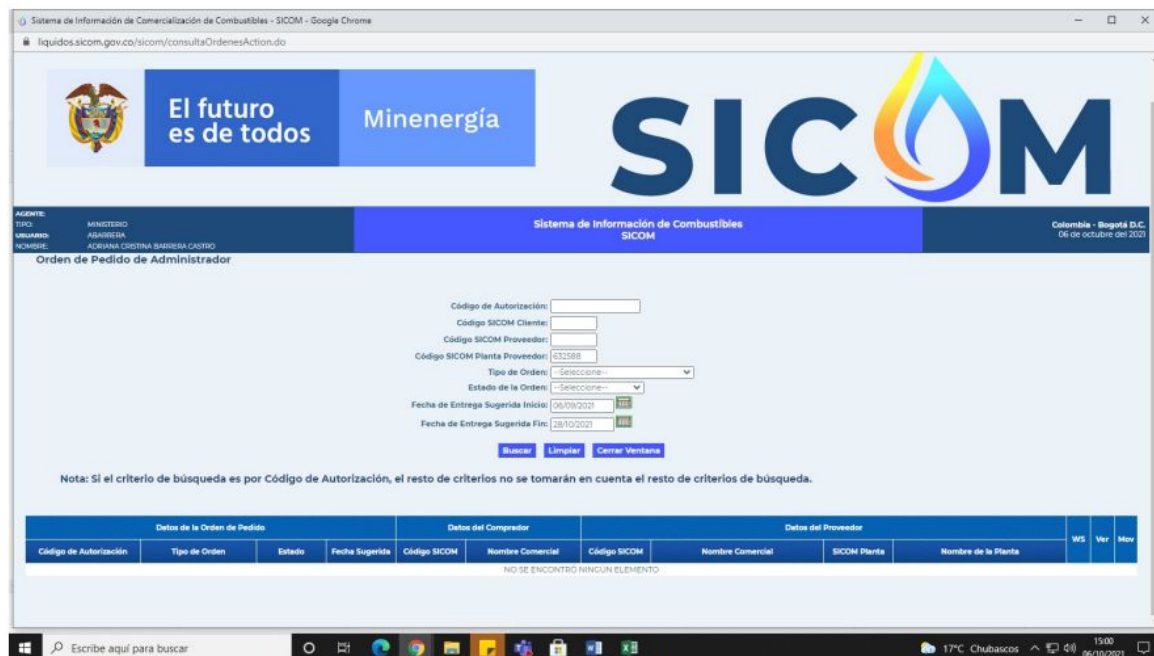 Sistema de Información de Comercialización de Combustibles - SICOM - Google Chrome
liquidos.sicom.gov.co/sicom/consultaOrdenesAction.do
El futuro
es de todos
Minenergía
SICOM
AGENTE:
TIPO: MINISTERIO
USUARIO: ABARRERA
NOMBRE: ADRIANA CRISTINA BARRERA CASTRO
Sistema de Información de Combustibles
SICOM
Colombia - Bogotá D.C.
06 de octubre del 2021
Orden de Pedido de Administrador
Código de Autorización:
Código SICOM Cliente:
Código SICOM Proveedor:
Código SICOM Planta Proveedor: 632588
Tipo de Orden: --Seleccione--
Estado de la Orden: --Seleccione--
Fecha de Entrega Sugerida Inicio: 06/09/2021
Fecha de Entrega Sugerida Fin: 28/10/2021
Buscar Limpiar Cerrar Ventana
Nota: Si el criterio de búsqueda es por Código de Autorización, el resto de criterios no se tomarán en cuenta el resto de criterios de búsqueda.
Datos de la Orden de Pedido Datos del Comprador Datos del Proveedor WS Ver Mov
Código de Autorización Tipo de Orden Estado Fecha Sugerida Código SICOM Nombre Comercial Código SICOM Nombre Comercial SICOM Planta Nombre de la Planta
NO SE ENCONTRÓ NINGÚN ELEMENTO
Escribe aquí para buscar
17°C Chubascos
15:00
06/10/2021